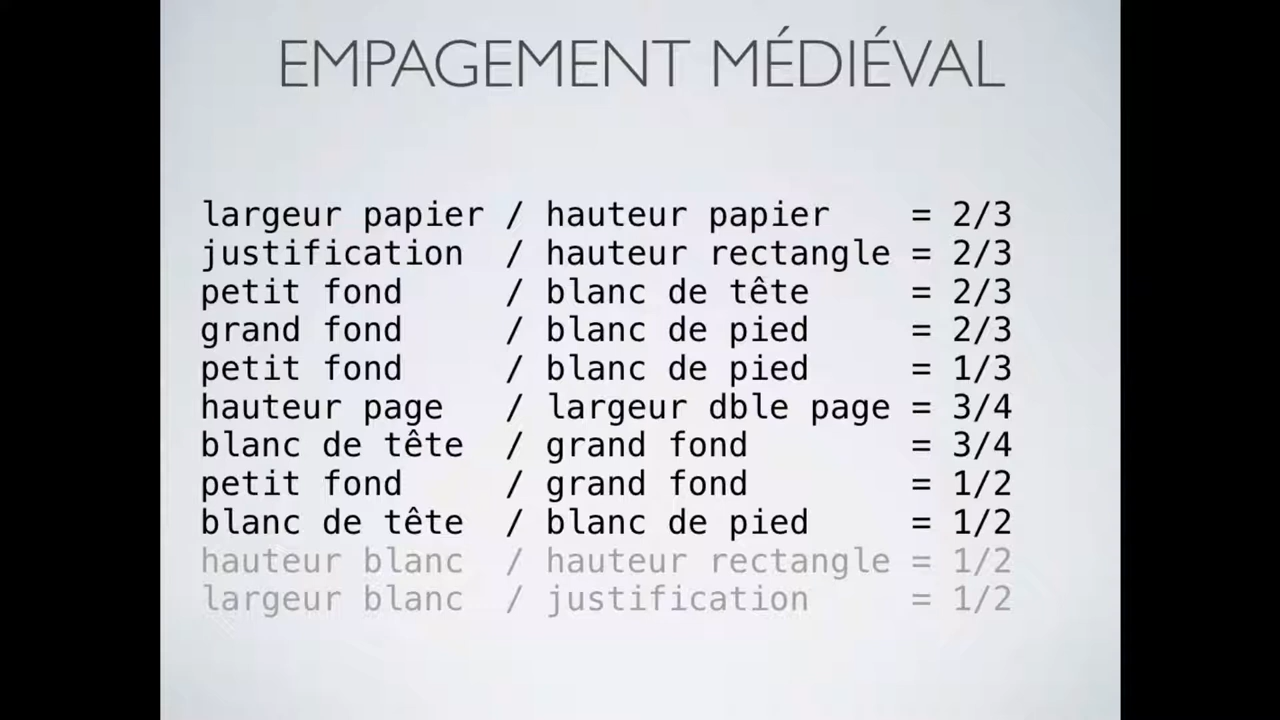 EMPAGEMENT MÉDIÉVAL
largeur papier / hauteur papier = 2/3
justification / hauteur rectangle = 2/3
petit fond / blanc de tête = 2/3
grand fond / blanc de pied = 2/3
petit fond / blanc de pied = 1/3
hauteur page / largeur dble page = 3/4
blanc de tête / grand fond = 3/4
petit fond / grand fond = 1/2
blanc de tête / blanc de pied = 1/2
hauteur blanc / hauteur rectangle = 1/2
largeur blanc / justification = 1/2